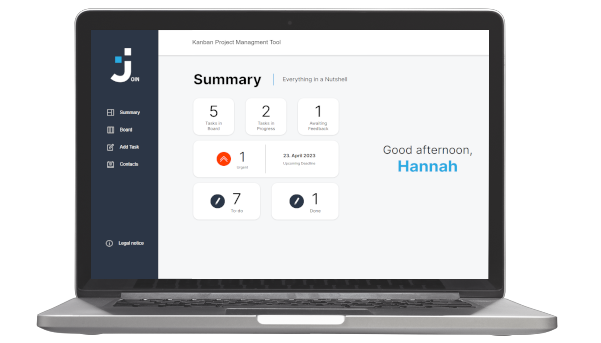 Kanban Project Managment Tool
j
OIN
Summary
Board
Add Task
Contacts
Legal notice
Summary
Everything in a Nutshell
5
Tasks in
Board
2
Tasks in
Progress
1
Awaiting
Feedback
1
Urgent
23. April 2023
Upcoming Deadline
7
To-do
1
Done
Good afternoon,
Hannah